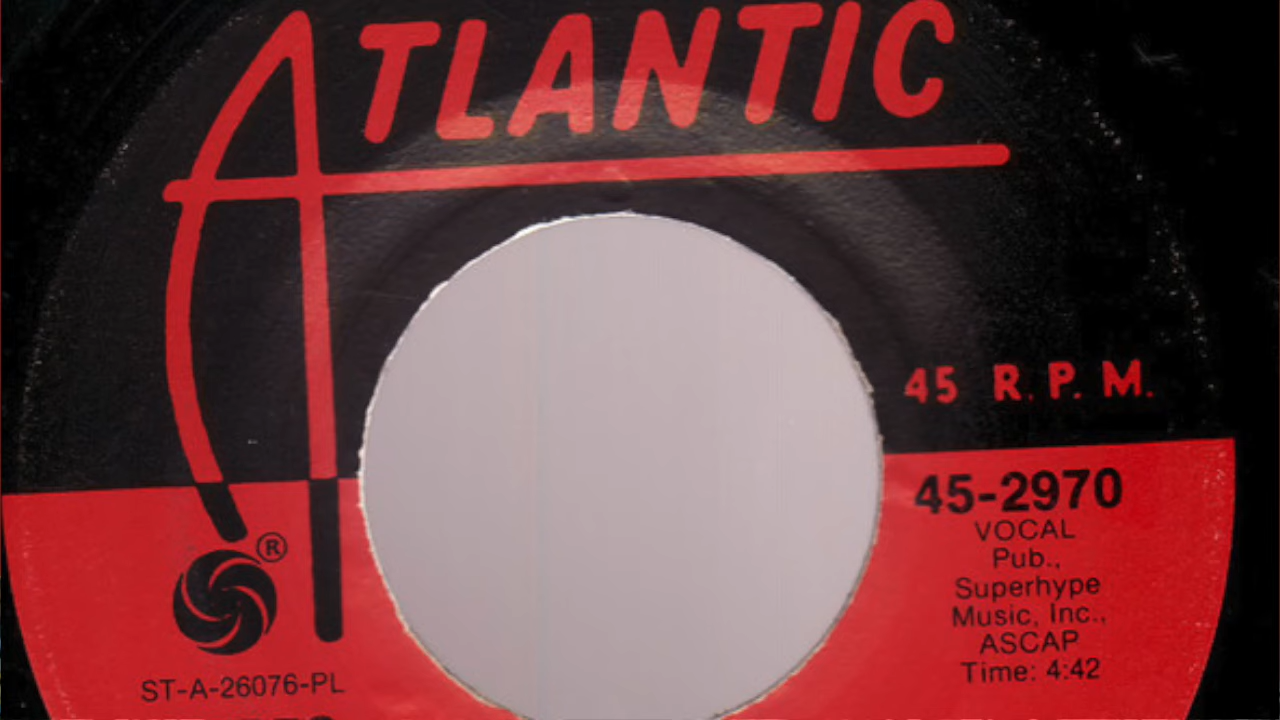 ATLANTIC
45 R.P.M.
45-2970
VOCAL
Pub.,
Superhype
Music, Inc.,
ASCAP
Time: 4:42
®
ST-A-26076-PL